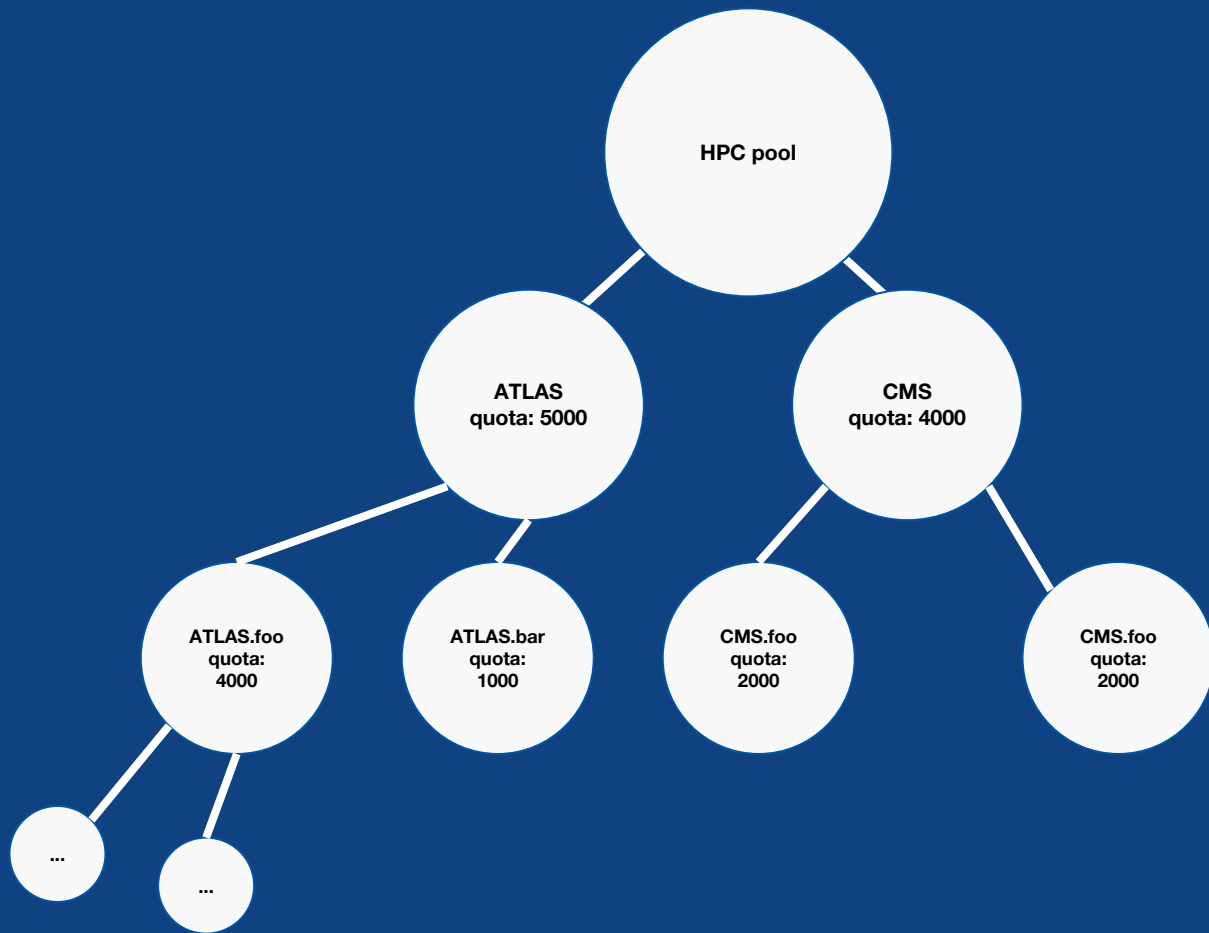 HPC pool
ATLAS
quota: 5000
CMS
quota: 4000
ATLAS.foo
quota:
4000
ATLAS.bar
quota:
1000
CMS.foo
quota:
2000
CMS.foo
quota:
2000
...
...